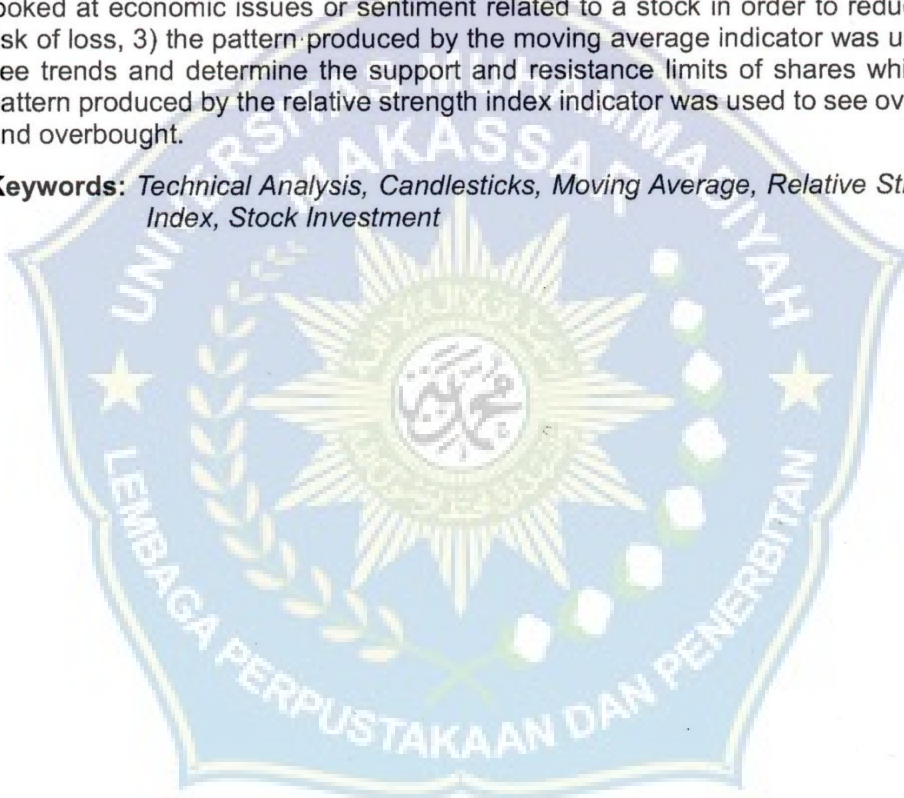 ooked at economic issues or sentiment related to a stock in order to redu
sk of loss, 3) the pattern produced by the moving average indicator was u
ee trends and determine the support and resistance limits of shares whi
attern produced by the relative strength index indicator was used to see ov
nd overbought.
Keywords: Technical Analysis, Candlesticks, Moving Average, Relative St
Index, Stock Investment
UNIVERSITAS MUHAMMADIYAH
MAKASSAR
محمدية
LEMBAGA PERPUSTAKAAN DAN PENERBITAN